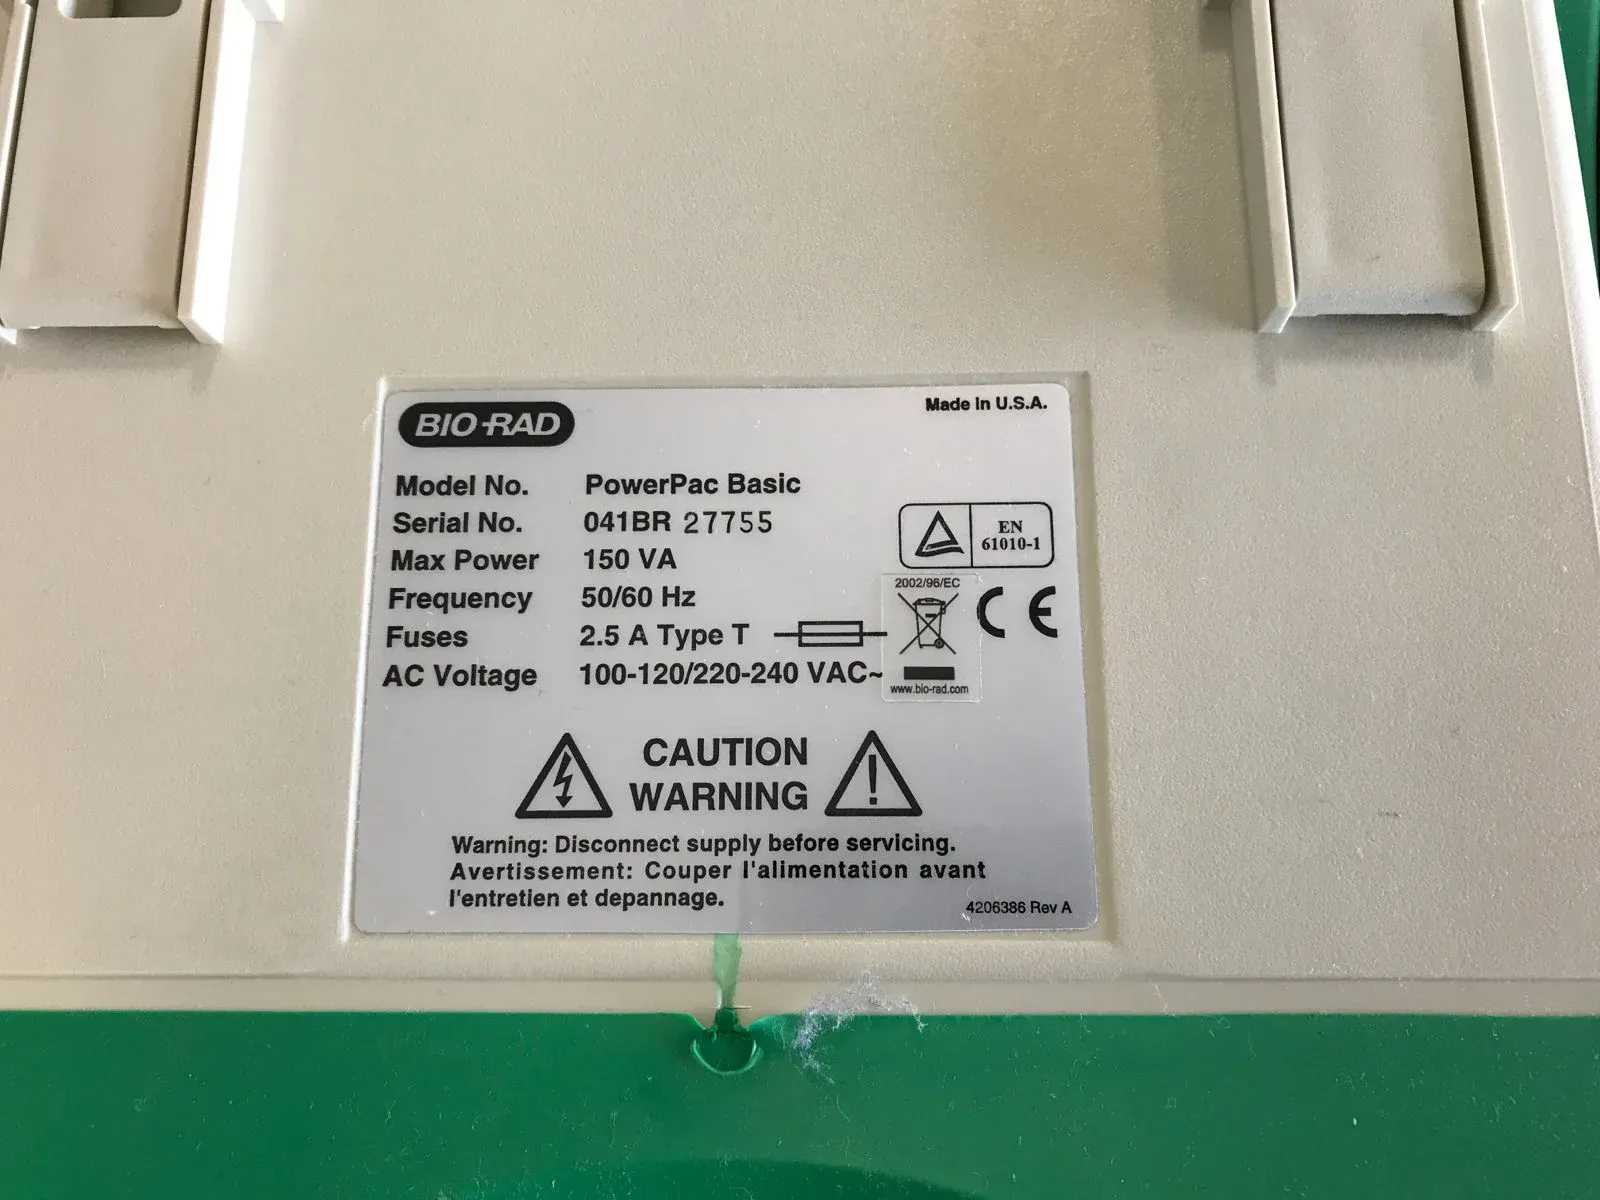 BIO-RAD
Made in U.S.A.
Model No. PowerPac Basic
Serial No. 041BR 27755
Max Power 150 VA
Frequency 50/60 Hz
Fuses 2.5 A Type T
AC Voltage 100-120/220-240 VAC~
EN
61010-1
2002/96/EC
CE
www.bio-rad.com
CAUTION
WARNING
Warning: Disconnect supply before servicing.
Avertissement: Couper l'alimentation avant
l'entretien et depannage.
4206386 Rev A